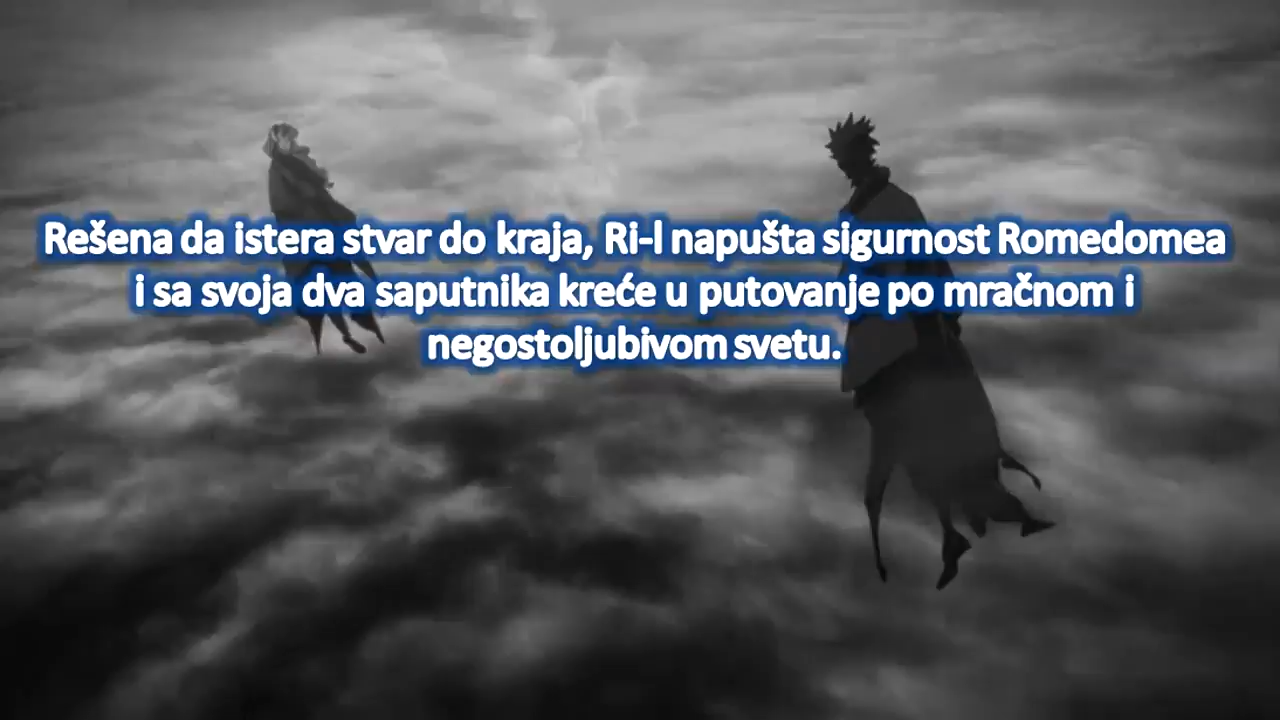 Rešena da istera stvar do kraja, Ri-l napušta sigurnost Romedomea
i sa svoja dva saputnika kreće u putovanje po mračnom i
negostoljubivom svetu.